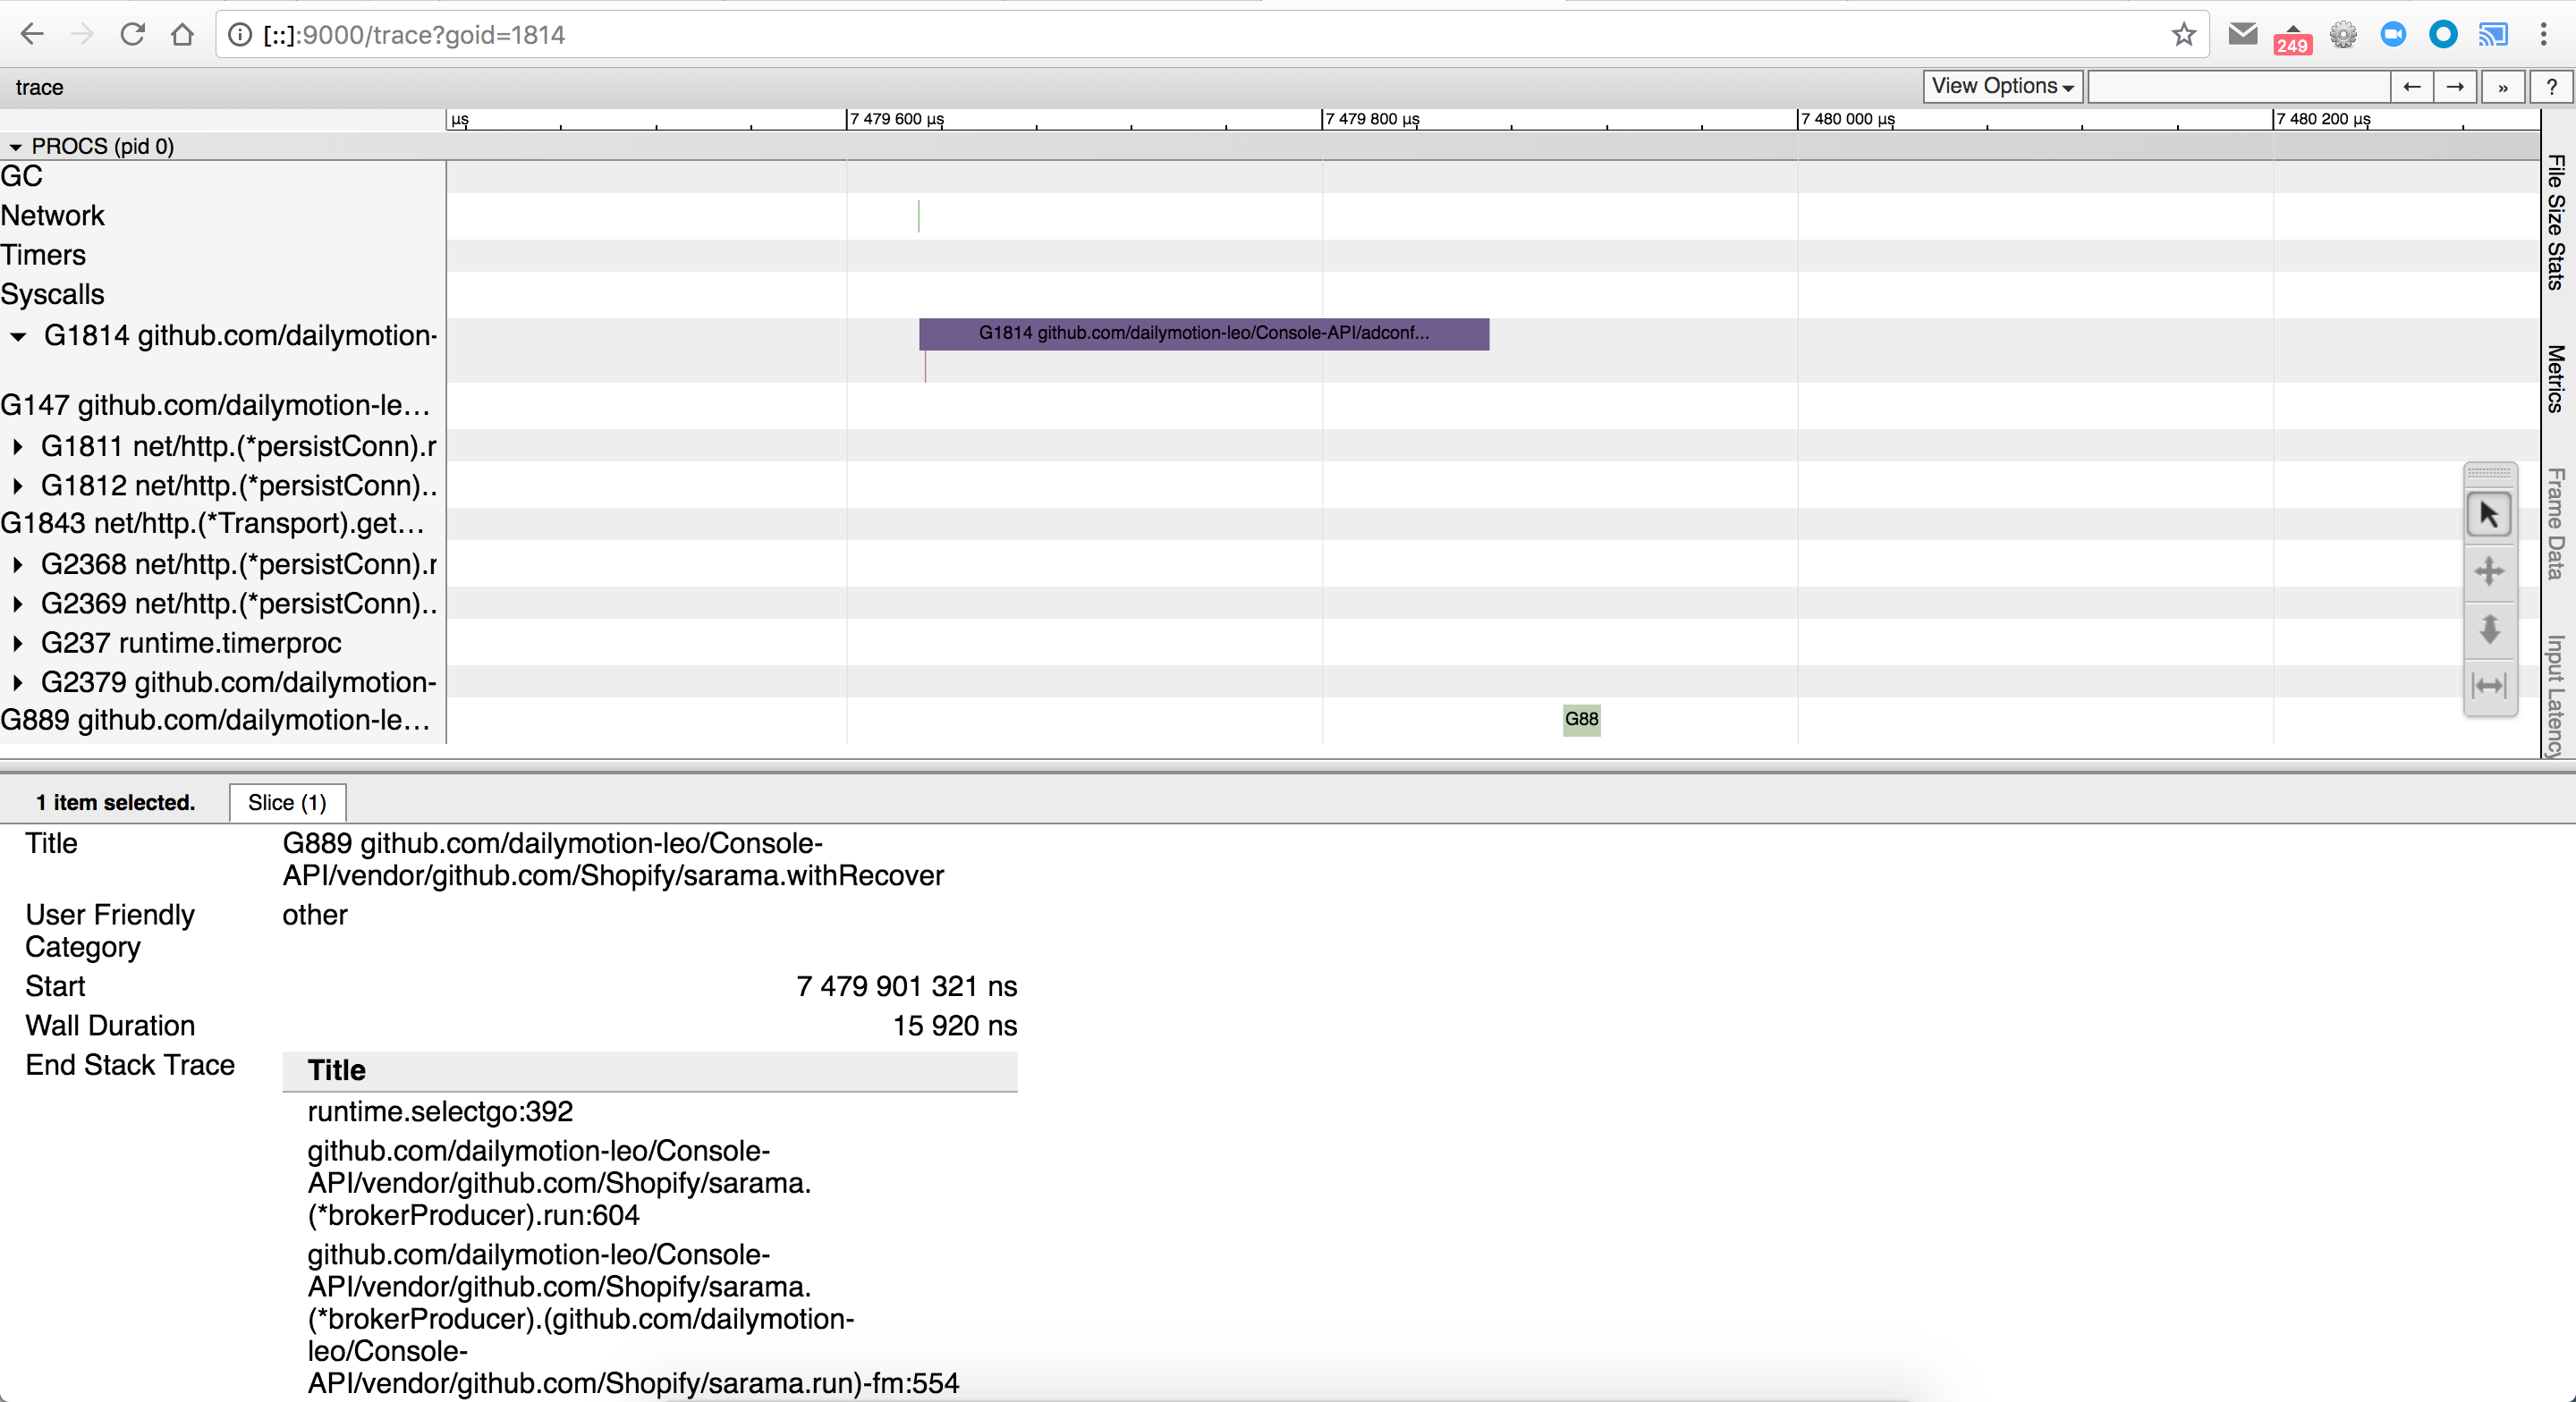 [::]:9000/trace?goid=1814
249
trace
View Options
←
→
»
?
µs
7 479 600 µs
7 479 800 µs
7 480 000 µs
7 480 200 µs
PROCS (pid 0)
GC
Network
Timers
Syscalls
G1814 github.com/dailymotion-
G1814 github.com/dailymotion-leo/Console-API/adconf...
G147 github.com/dailymotion-le…
G1811 net/http.(*persistConn).r
G1812 net/http.(*persistConn)..
G1843 net/http.(*Transport).get…
G2368 net/http.(*persistConn).r
G2369 net/http.(*persistConn)..
G237 runtime.timerproc
G2379 github.com/dailymotion-
G889 github.com/dailymotion-le…
G88
File Size Stats
Metrics
Frame Data
Input Latency
1 item selected.
Slice (1)
Title
G889 github.com/dailymotion-leo/Console-
API/vendor/github.com/Shopify/sarama.withRecover
User Friendly
Category
other
Start
7 479 901 321 ns
Wall Duration
15 920 ns
End Stack Trace
Title
runtime.selectgo:392
github.com/dailymotion-leo/Console-
API/vendor/github.com/Shopify/sarama.
(*brokerProducer).run:604
github.com/dailymotion-leo/Console-
API/vendor/github.com/Shopify/sarama.
(*brokerProducer).(github.com/dailymotion-
leo/Console-
API/vendor/github.com/Shopify/sarama.run)-fm:554